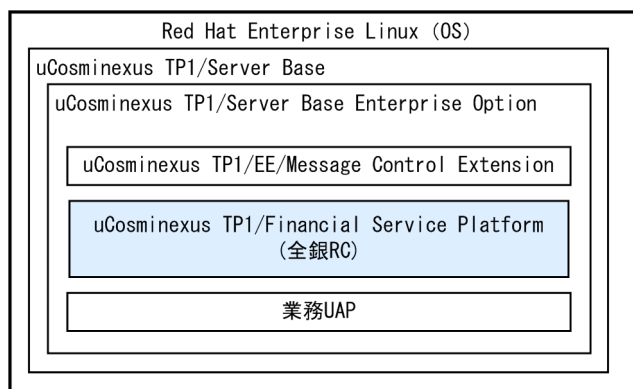 Red Hat Enterprise Linux (OS)
uCosminexus TP1/Server Base
uCosminexus TP1/Server Base Enterprise Option
uCosminexus TP1/EE/Message Control Extension
uCosminexus TP1/Financial Service Platform
(全銀RC)
業務UAP